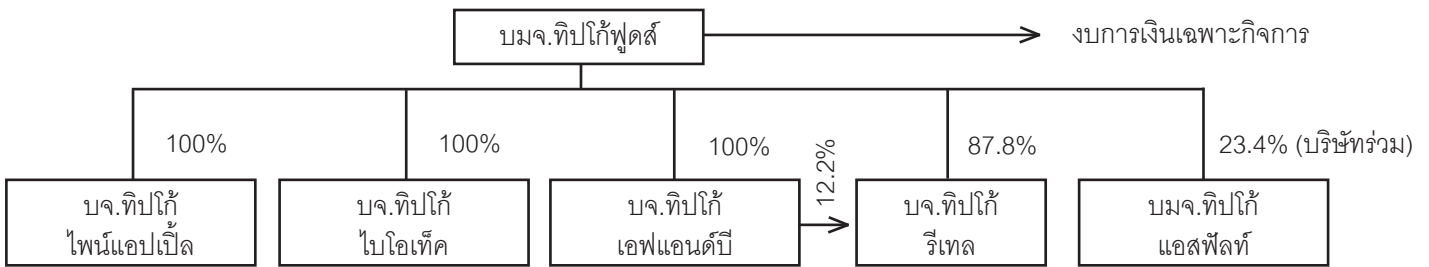 บมจ.ทิปโก้ฟูดส์
งบการเงินเฉพาะกิจการ
100%
100%
100%
12.2%
87.8%
23.4% (บริษัทร่วม)
บจ.ทิปโก้
ไพน์แอปเปิ้ล
บจ.ทิปโก้
ไบโอเท็ค
บจ.ทิปโก้
เอฟแอนด์บี
บจ.ทิปโก้
รีเทล
บมจ.ทิปโก้
แอสฟัลท์